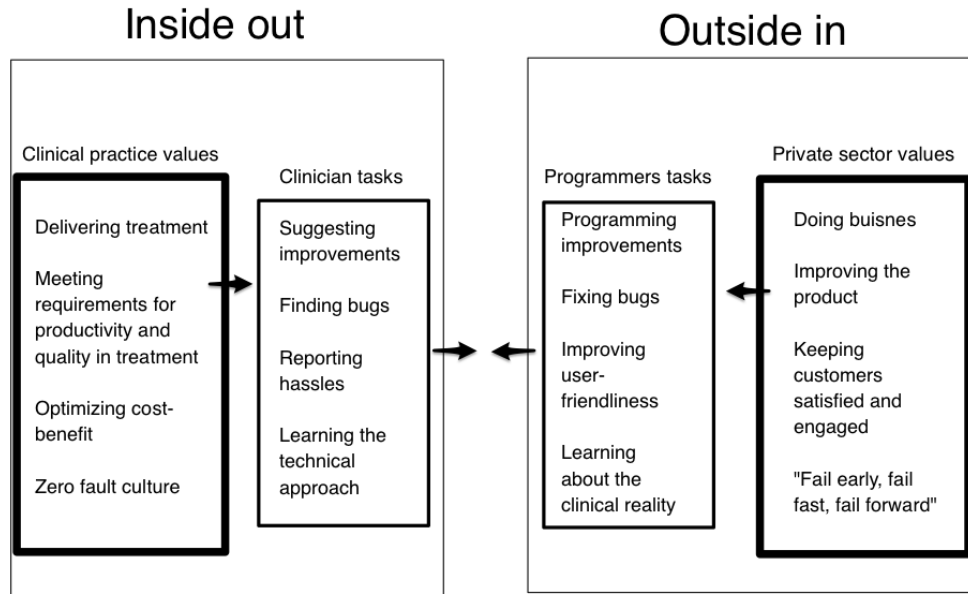 Inside out
Outside in
Clinical practice values
Delivering treatment
Meeting
requirements for
productivity and
quality in treatment
Optimizing cost-
benefit
Zero fault culture
Clinician tasks
Suggesting
improvements
Finding bugs
Reporting
hassles
Learning the
technical
approach
Programmers tasks
Programming
improvements
Fixing bugs
Improving
user-
friendliness
Learning
about the
clinical reality
Private sector values
Doing buisnes
Improving the
product
Keeping
customers
satisfied and
engaged
"Fail early, fail
fast, fail forward"